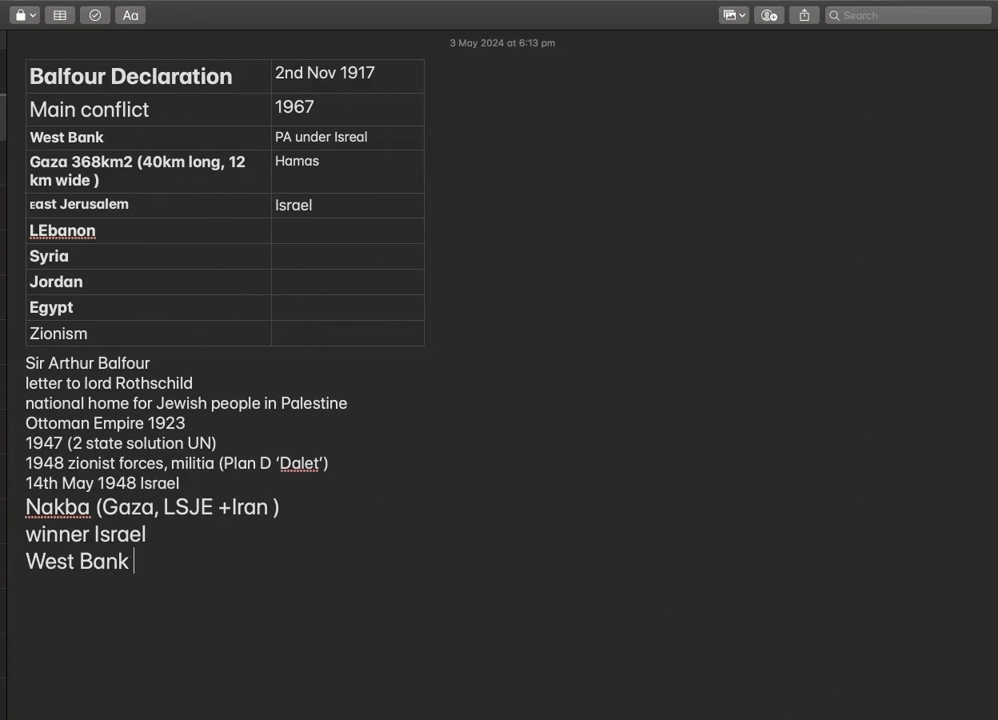 Aa
Search
3 May 2024 at 6:13 pm
Balfour Declaration 2nd Nov 1917
Main conflict 1967
West Bank PA under Isreal
Gaza 368km2 (40km long, 12 Hamas
km wide )
East Jerusalem Israel
LEbanon
Syria
Jordan
Egypt
Zionism
Sir Arthur Balfour
letter to lord Rothschild
national home for Jewish people in Palestine
Ottoman Empire 1923
1947 (2 state solution UN)
1948 zionist forces, militia (Plan D ‘Dalet’)
14th May 1948 Israel
Nakba (Gaza, LSJE +Iran )
winner Israel
West Bank